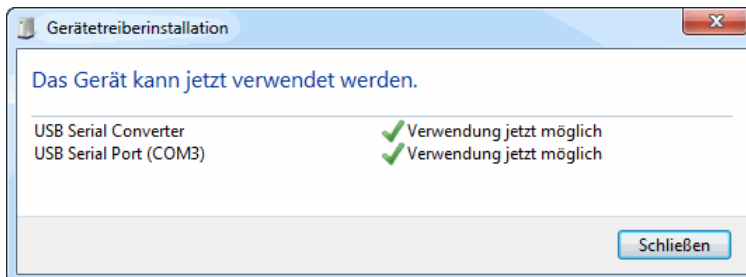 Gerätetreiberinstallation
Das Gerät kann jetzt verwendet werden.
USB Serial Converter Verwendung jetzt möglich
USB Serial Port (COM3) Verwendung jetzt möglich
Schließen